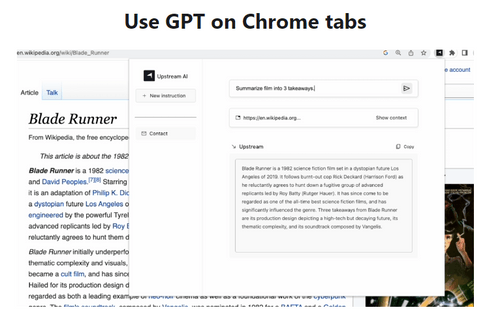 Use GPT on Chrome tabs
en.wikipedia.org/wiki/Blade_Runner
account
Article Talk
Blade Runner
From Wikipedia, the free encyclope
This article is about the 1982
Blade Runner is a 1982 science
and David Peoples.[7][8] Starring
it is an adaptation of Philip K. Dic
a dystopian future Los Angeles o
engineered by the powerful Tyrel
advanced replicants led by Roy B
reluctantly agrees to hunt them d
Blade Runner initially underperfo
thematic complexity and visuals,
became a cult film, and has since
Hailed for its production design d
regarded as both a leading example of neo-noir cinema as well as a foundational work of the cyberpunk
Upstream AI
+ New instruction
Contact
Summarize film into 3 takeaways.
https://en.wikipedia.org...
Show context
Upstream
Copy
Blade Runner is a 1982 science fiction film set in a dystopian future Los
Angeles of 2019. It follows burnt-out cop Rick Deckard (Harrison Ford) as
he reluctantly agrees to hunt down a fugitive group of advanced
replicants led by Roy Batty (Rutger Hauer). It has since come to be
regarded as one of the all-time best science fiction films, and has
significantly influenced the genre. Three takeaways from Blade Runner
are its production design depicting a high-tech but decaying future, its
thematic complexity, and its soundtrack composed by Vangelis.